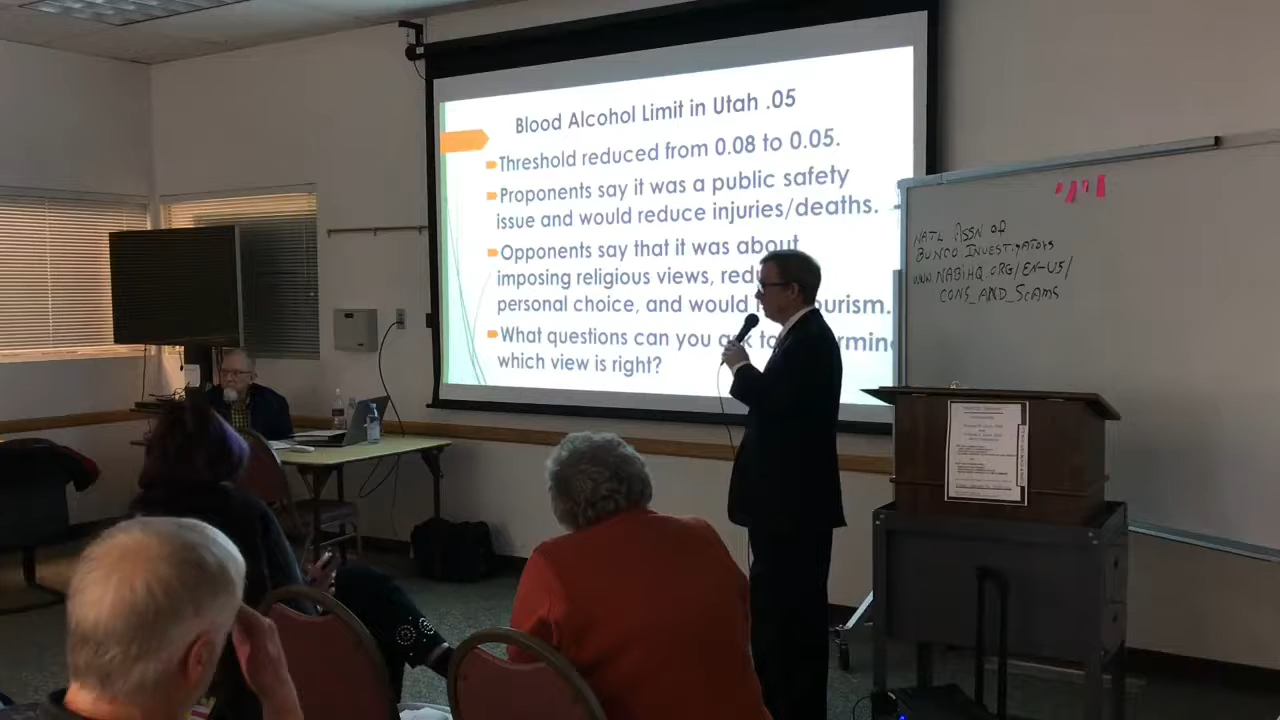 Blood Alcohol Limit in Utah .05
Threshold reduced from 0.08 to 0.05.
Proponents say it was a public safety
issue and would reduce injuries/deaths.
Opponents say that it was about
imposing religious views,
personal choice, and would
What questions can you
which view is right?
NATL ASSN OF
BUNCO INVESTIGATORS
WWW.NABIHQ.ORG/EN-US/
CONS_AND_SCAMS